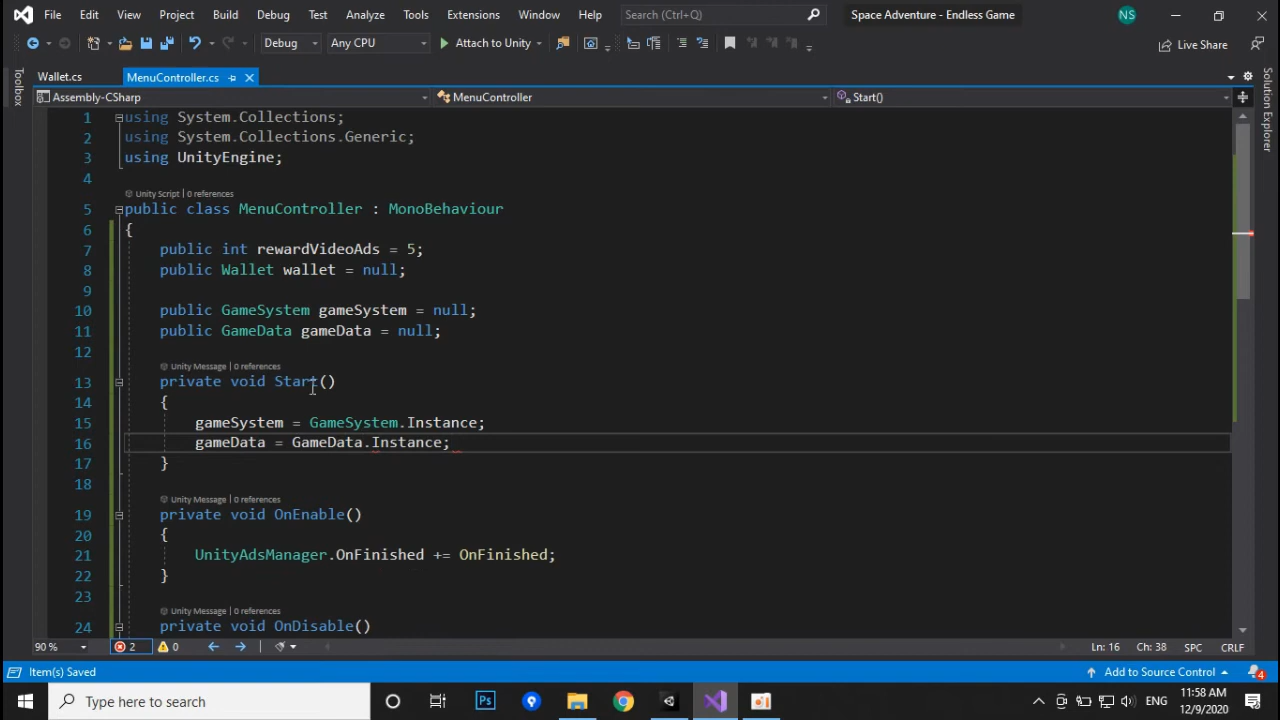 File Edit View Project Build Debug Test Analyze Tools Extensions Window Help Search (Ctrl+Q) Space Adventure - Endless Game NS
Debug Any CPU Attach to Unity Live Share
Wallet.cs MenuController.cs
Assembly-CSharp MenuController Start()
Toolbox
Solution Explorer
1 using System.Collections;
2 using System.Collections.Generic;
3 using UnityEngine;
4
Unity Script | 0 references
5 public class MenuController : MonoBehaviour
6 {
7 public int rewardVideoAds = 5;
8 public Wallet wallet = null;
9
10 public GameSystem gameSystem = null;
11 public GameData gameData = null;
12
Unity Message | 0 references
13 private void Start()
14 {
15 gameSystem = GameSystem.Instance;
16 gameData = GameData.Instance;
17 }
18
Unity Message | 0 references
19 private void OnEnable()
20 {
21 UnityAdsManager.OnFinished += OnFinished;
22 }
23
Unity Message | 0 references
24 private void OnDisable()
90 % 2 0 Ln: 16 Ch: 38 SPC CRLF
Item(s) Saved Add to Source Control 4
Type here to search Ps ENG 11:58 AM
12/9/2020